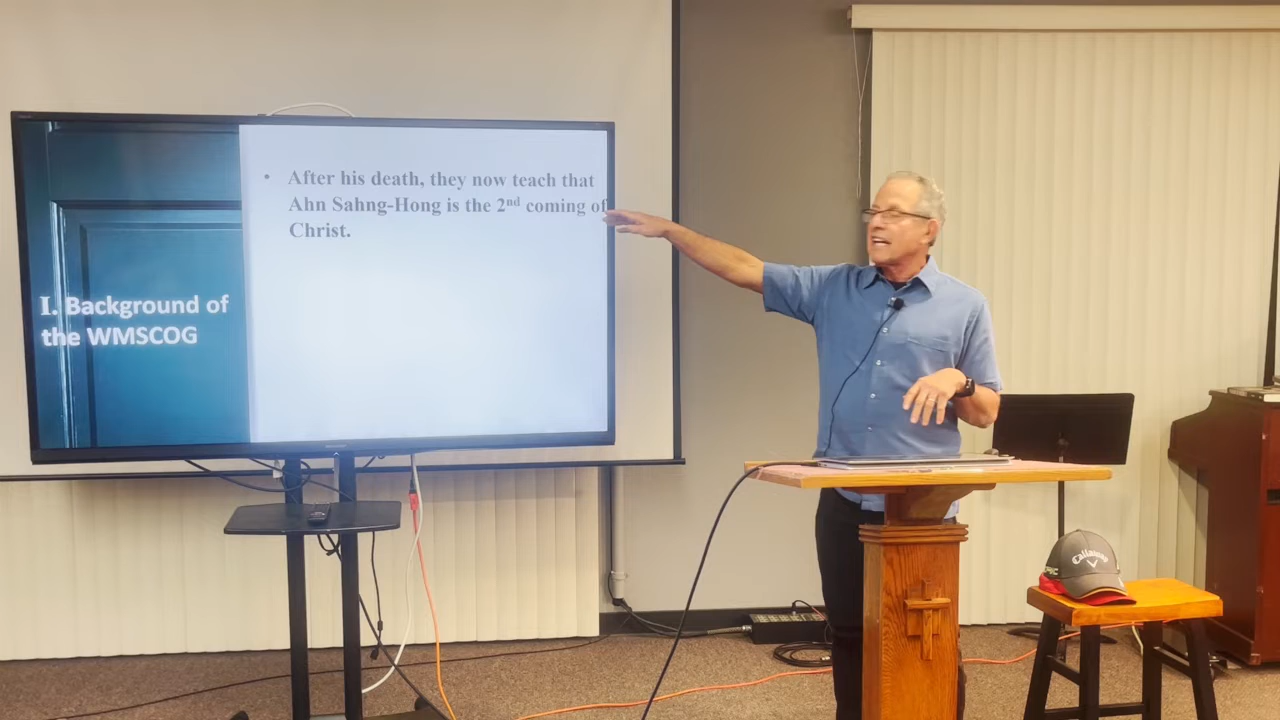 • After his death, they now teach that
Ahn Sahng-Hong is the 2nd coming of
Christ.
I. Background of
the WMSCOG
Callaway